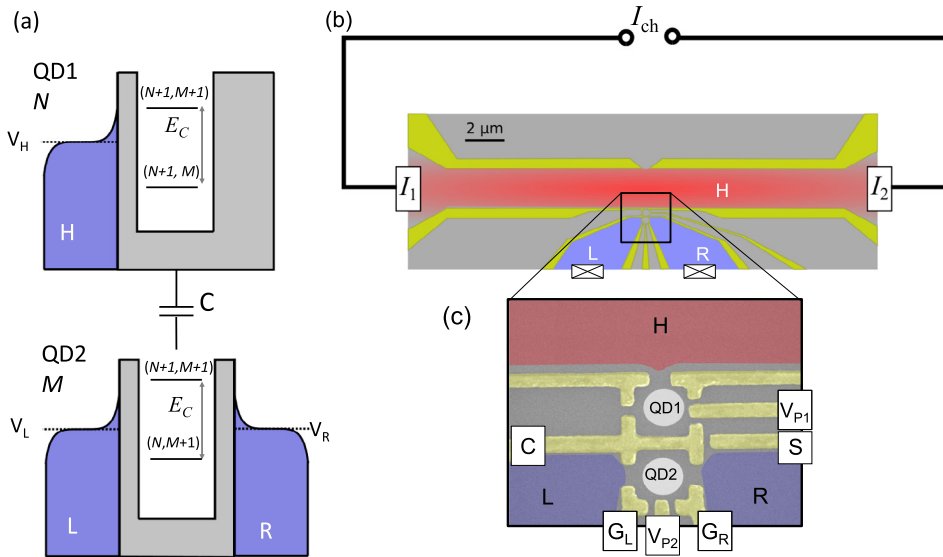 (a)
QD1
N
(N+1,M+1)
E_C
V_H
(N+1, M)
H
C
QD2
M
(N+1,M+1)
E_C
V_L
V_R
(N,M+1)
L
R
(b)
I_ch
2 μm
I_1
H
I_2
L
R
(c)
H
QD1
V_P1
C
S
QD2
L
R
G_L
V_P2
G_R